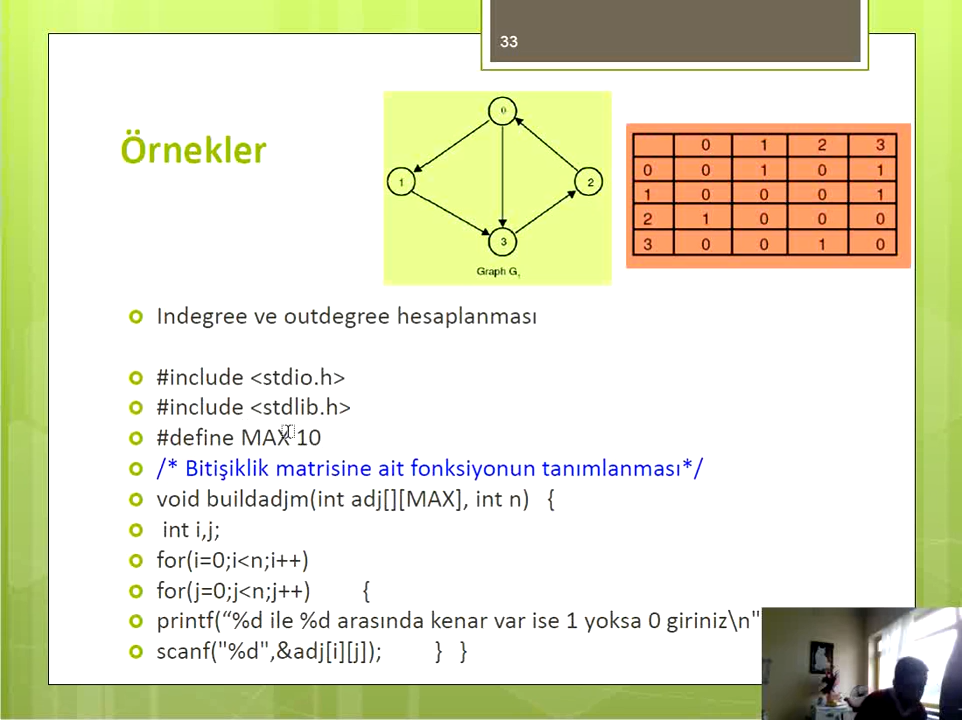 33
Örnekler
0
1
2
3
Graph G1
0 1 2 3
0 0 1 0 1
1 0 0 0 1
2 1 0 0 0
3 0 0 1 0
Indegree ve outdegree hesaplanması
#include <stdio.h>
#include <stdlib.h>
#define MAX 10
/* Bitişiklik matrisine ait fonksiyonun tanımlanması*/
void buildadjm(int adj[][MAX], int n) {
int i,j;
for(i=0;i<n;i++)
for(j=0;j<n;j++) {
printf(“%d ile %d arasında kenar var ise 1 yoksa 0 giriniz\n"
scanf("%d",&adj[i][j]); } }